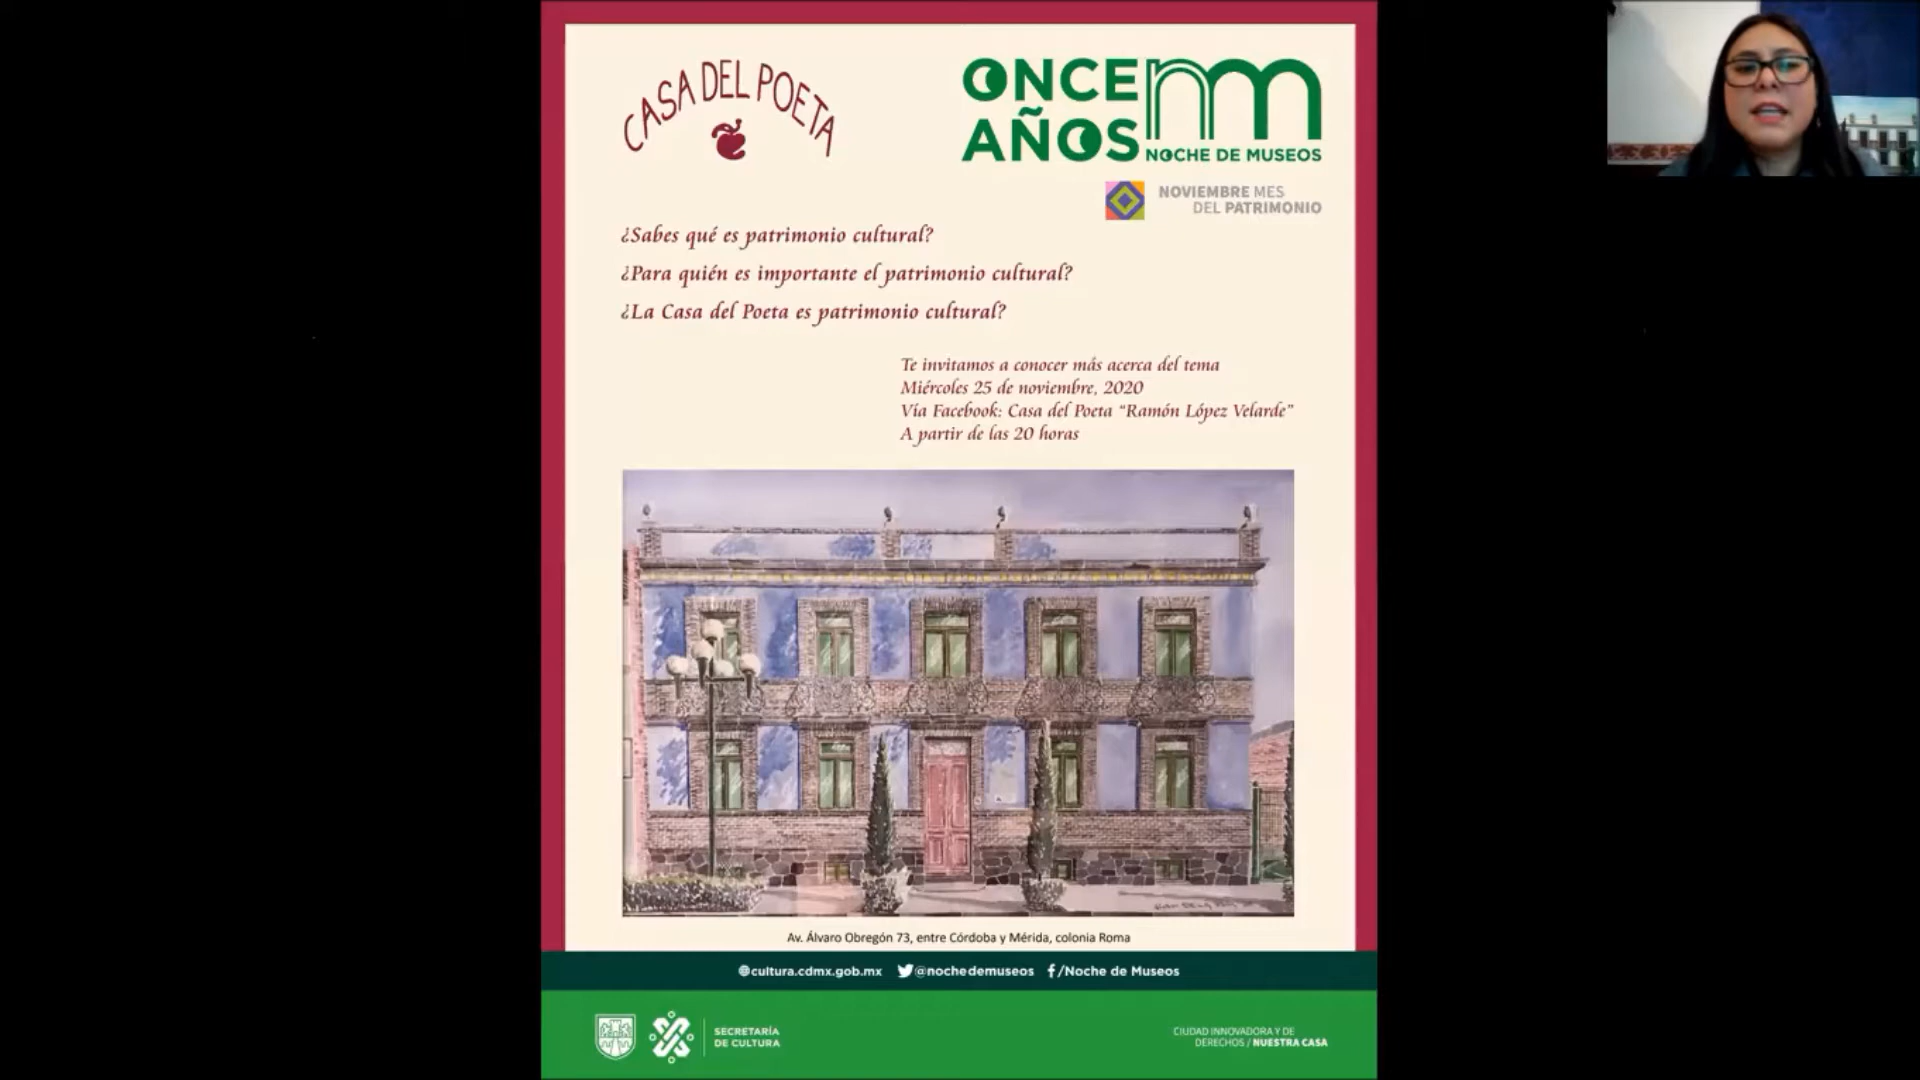 CASA DEL POETA
ONCE
AÑOS
nm
NOCHE DE MUSEOS
NOVIEMBRE MES
DEL PATRIMONIO
¿Sabes qué es patrimonio cultural?
¿Para quién es importante el patrimonio cultural?
¿La Casa del Poeta es patrimonio cultural?
Te invitamos a conocer más acerca del tema
Miércoles 25 de noviembre, 2020
Vía Facebook: Casa del Poeta “Ramón López Velarde”
A partir de las 20 horas
Av. Álvaro Obregón 73, entre Córdoba y Mérida, colonia Roma
@cultura.cdmx.gob.mx @nochedemuseos /Noche de Museos
SECRETARÍA
DE CULTURA
CIUDAD INNOVADORA Y DE
DERECHOS / NUESTRA CASA